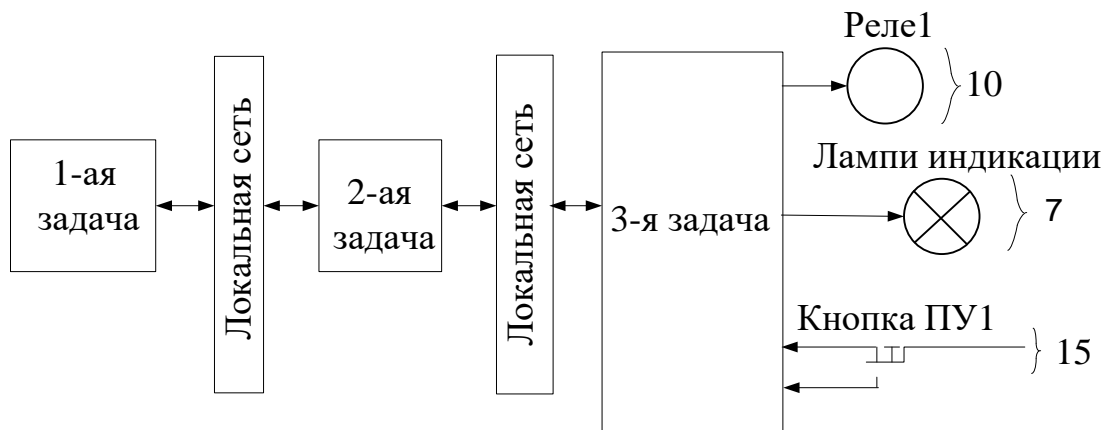 Реле1
10
Лампи индикации
7
1-ая
задача
Локальная сеть
2-ая
задача
Локальная сеть
3-я задача
Кнопка ПУ1
15